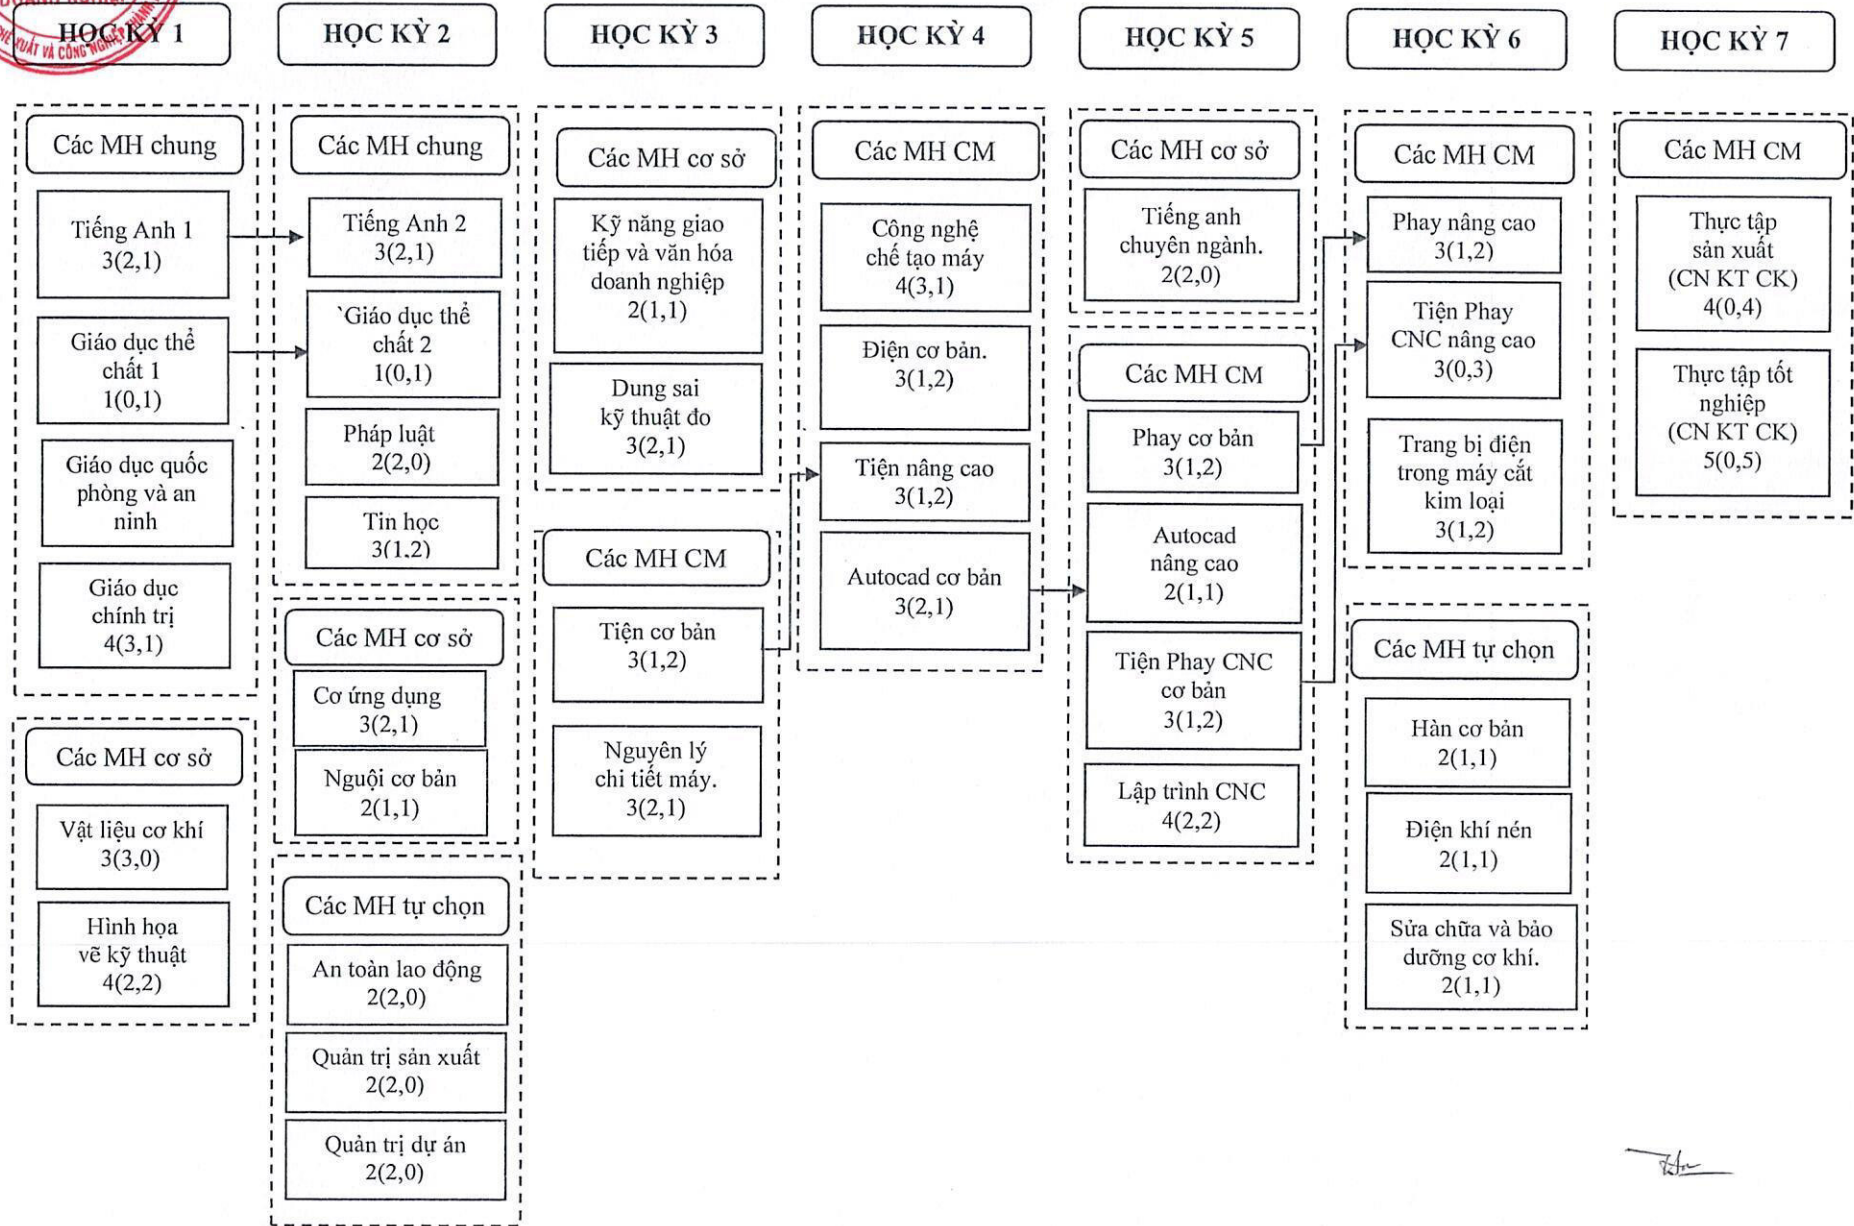 HỌC KỲ 1
XUẤT VÀ CÔNG NGHIỆP
HỌC KỲ 2
HỌC KỲ 3
HỌC KỲ 4
HỌC KỲ 5
HỌC KỲ 6
HỌC KỲ 7
Các MH chung
Tiếng Anh 1
3(2,1)
Giáo dục thể
chất 1
1(0,1)
Giáo dục quốc
phòng và an
ninh
Giáo dục
chính trị
4(3,1)
Các MH cơ sở
Vật liệu cơ khí
3(3,0)
Hình họa
vẽ kỹ thuật
4(2,2)
Các MH chung
Tiếng Anh 2
3(2,1)
`Giáo dục thể
chất 2
1(0,1)
Pháp luật
2(2,0)
Tin học
3(1,2)
Các MH cơ sở
Cơ ứng dụng
3(2,1)
Nguội cơ bản
2(1,1)
Các MH tự chọn
An toàn lao động
2(2,0)
Quản trị sản xuất
2(2,0)
Quản trị dự án
2(2,0)
Các MH cơ sở
Kỹ năng giao
tiếp và văn hóa
doanh nghiệp
2(1,1)
Dung sai
kỹ thuật đo
3(2,1)
Các MH CM
Tiện cơ bản
3(1,2)
Nguyên lý
chi tiết máy.
3(2,1)
Các MH CM
Công nghệ
chế tạo máy
4(3,1)
Điện cơ bản.
3(1,2)
Tiện nâng cao
3(1,2)
Autocad cơ bản
3(2,1)
Các MH cơ sở
Tiếng anh
chuyên ngành.
2(2,0)
Các MH CM
Phay cơ bản
3(1,2)
Autocad
nâng cao
2(1,1)
Tiện Phay CNC
cơ bản
3(1,2)
Lập trình CNC
4(2,2)
Các MH CM
Phay nâng cao
3(1,2)
Tiện Phay
CNC nâng cao
3(0,3)
Trang bị điện
trong máy cắt
kim loại
3(1,2)
Các MH tự chọn
Hàn cơ bản
2(1,1)
Điện khí nén
2(1,1)
Sửa chữa và bảo
dưỡng cơ khí.
2(1,1)
Các MH CM
Thực tập
sản xuất
(CN KT CK)
4(0,4)
Thực tập tốt
nghiệp
(CN KT CK)
5(0,5)